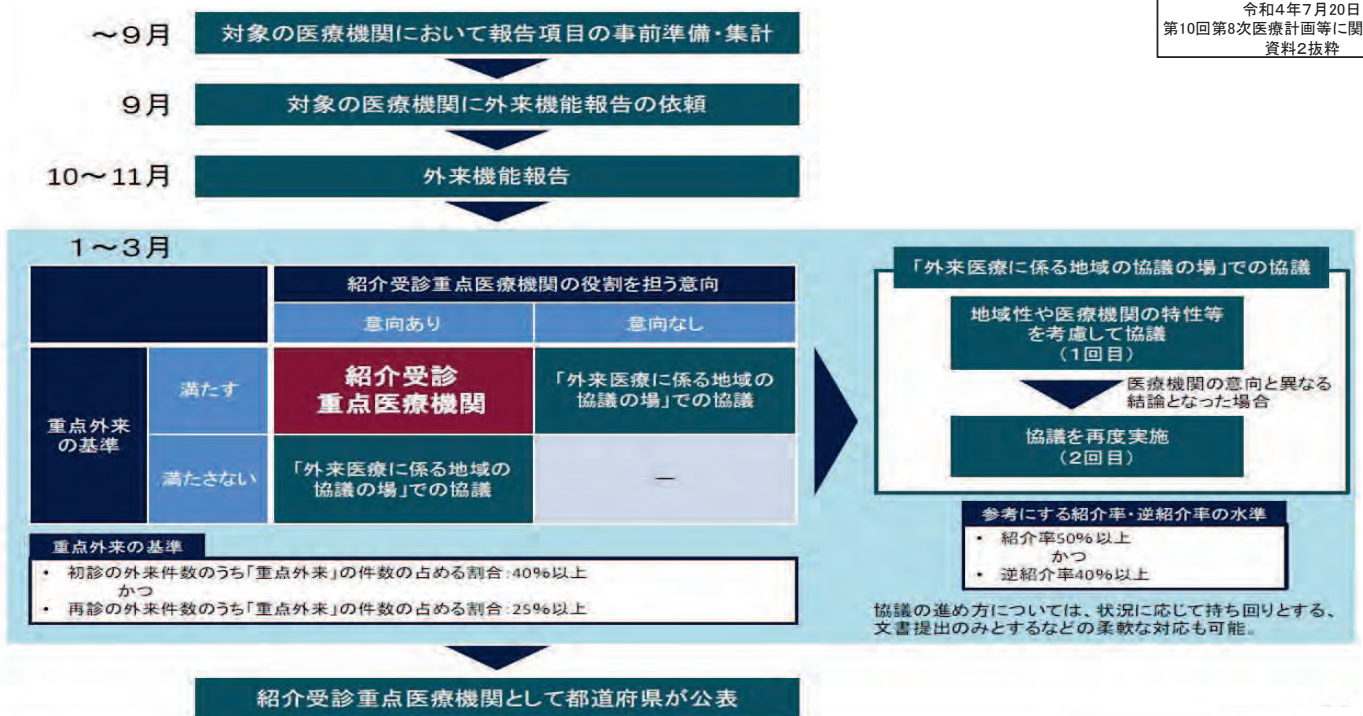 令和4年7月20日
第10回第8次医療計画等に関
資料2抜粋
～9月
対象の医療機関において報告項目の事前準備・集計
9月
対象の医療機関に外来機能報告の依頼
10～11月
外来機能報告
1～3月
紹介受診重点医療機関の役割を担う意向
意向あり
意向なし
重点外来
の基準
満たす
紹介受診
重点医療機関
「外来医療に係る地域の
協議の場」での協議
満たさない
「外来医療に係る地域の
協議の場」での協議
―
重点外来の基準
・ 初診の外来件数のうち「重点外来」の件数の占める割合:40%以上
かつ
・ 再診の外来件数のうち「重点外来」の件数の占める割合:25%以上
「外来医療に係る地域の協議の場」での協議
地域性や医療機関の特性等
を考慮して協議
(1回目)
医療機関の意向と異なる
結論となった場合
協議を再度実施
(2回目)
参考にする紹介率・逆紹介率の水準
・ 紹介率50%以上
かつ
・ 逆紹介率40%以上
協議の進め方については、状況に応じて持ち回りとする、
文書提出のみとするなどの柔軟な対応も可能。
紹介受診重点医療機関として都道府県が公表